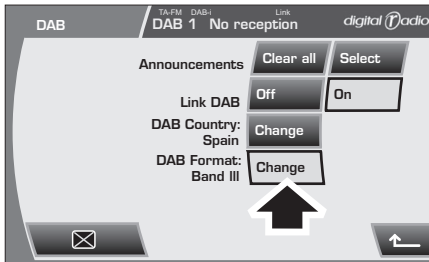 TA-FM DAB-i Link
DAB DAB 1 No reception digital radio
Announcements Clear all Select
Link DAB Off On
DAB Country:
Spain Change
DAB Format:
Band III Change